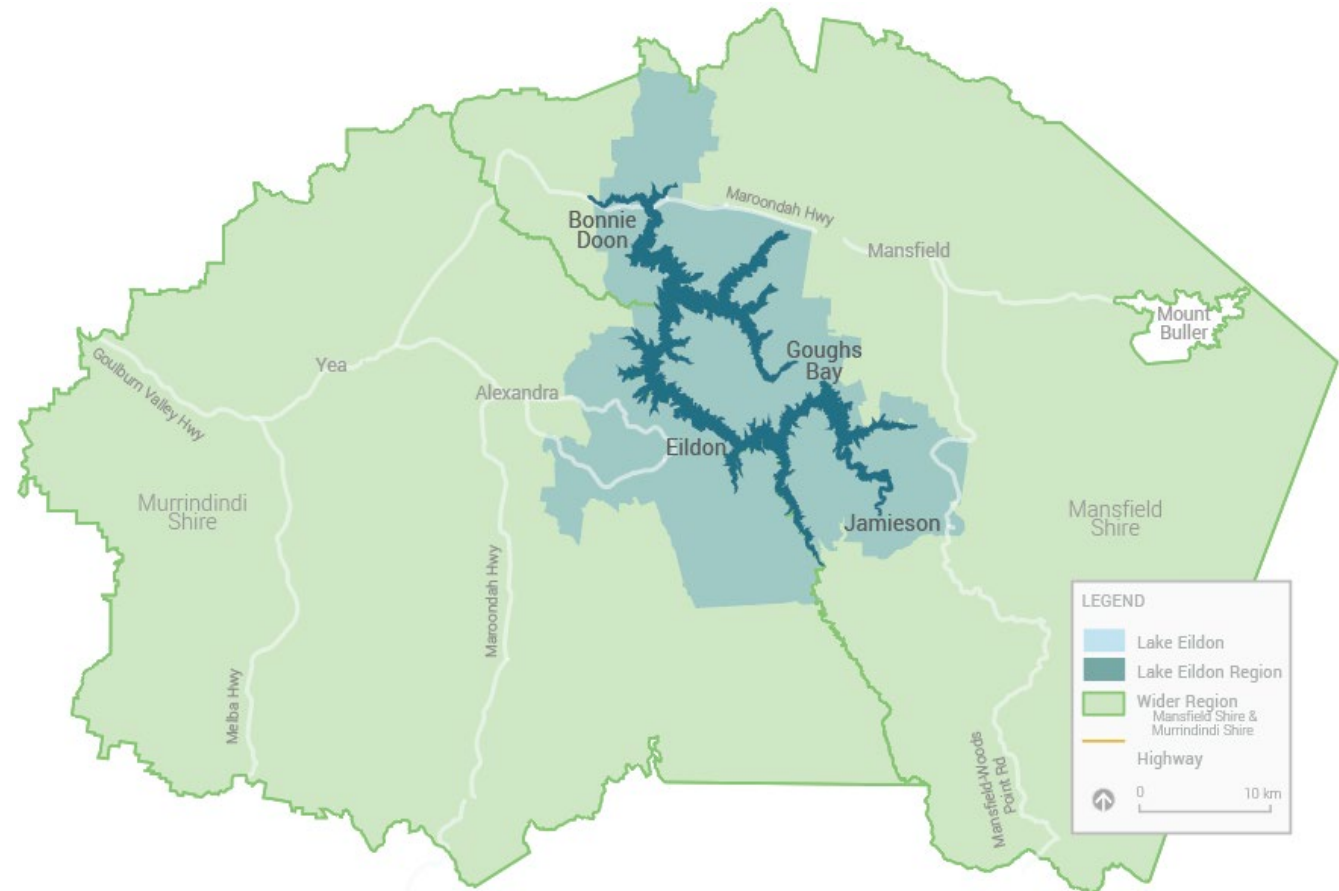 Maroondah Hwy
Bonnie
Doon
Mansfield
Mount
Buller
Goulburn Valley Hwy
Yea
Goughs
Bay
Alexandra
Eildon
Murrindindi
Shire
Jamieson
Mansfield
Shire
Maroondah Hwy
Melba Hwy
Mansfield-Woods
Point Rd
LEGEND
Lake Eildon
Lake Eildon Region
Wider Region
Mansfield Shire &
Murrindindi Shire
Highway
0 10 km